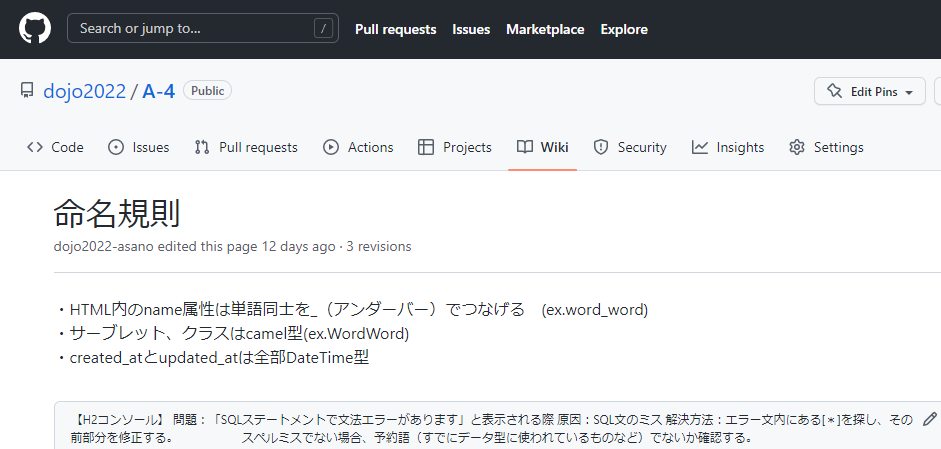 Search or jump to... /
Pull requests Issues Marketplace Explore
dojo2022 / A-4 Public
Edit Pins
Code Issues Pull requests Actions Projects Wiki Security Insights Settings
命名規則
dojo2022-asano edited this page 12 days ago · 3 revisions
・HTML内のname属性は単語同士を_（アンダーバー）でつなげる　(ex.word_word)
・サーブレット、クラスはcamel型(ex.WordWord)
・created_atとupdated_atは全部DateTime型
【H2コンソール】 問題：「SQLステートメントで文法エラーがあります」と表示される際 原因：SQL文のミス 解決方法：エラー文内にある[＊]を探し、その
前部分を修正する。　　　　　スペルミスでない場合、予約語（すでにデータ型に使われているものなど）でないか確認する。